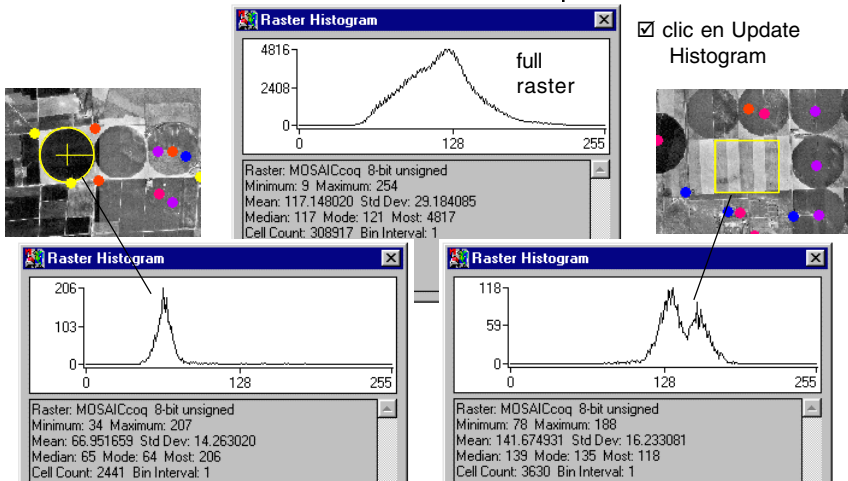 Raster Histogram
4816
2408
0
0 128 255
full
raster
Raster: MOSAICcoq 8-bit unsigned
Minimum: 9 Maximum: 254
Mean: 117.148020 Std Dev: 29.184085
Median: 117 Mode: 121 Most: 4817
Cell Count: 308917 Bin Interval: 1
☑ clic en Update
Histogram
Raster Histogram
206
103
0
0 128 255
Raster: MOSAICcoq 8-bit unsigned
Minimum: 34 Maximum: 207
Mean: 66.951659 Std Dev: 14.263020
Median: 65 Mode: 64 Most: 206
Cell Count: 2441 Bin Interval: 1
Raster Histogram
118
59
0
0 128 255
Raster: MOSAICcoq 8-bit unsigned
Minimum: 78 Maximum: 188
Mean: 141.674931 Std Dev: 16.233081
Median: 139 Mode: 135 Most: 118
Cell Count: 3630 Bin Interval: 1